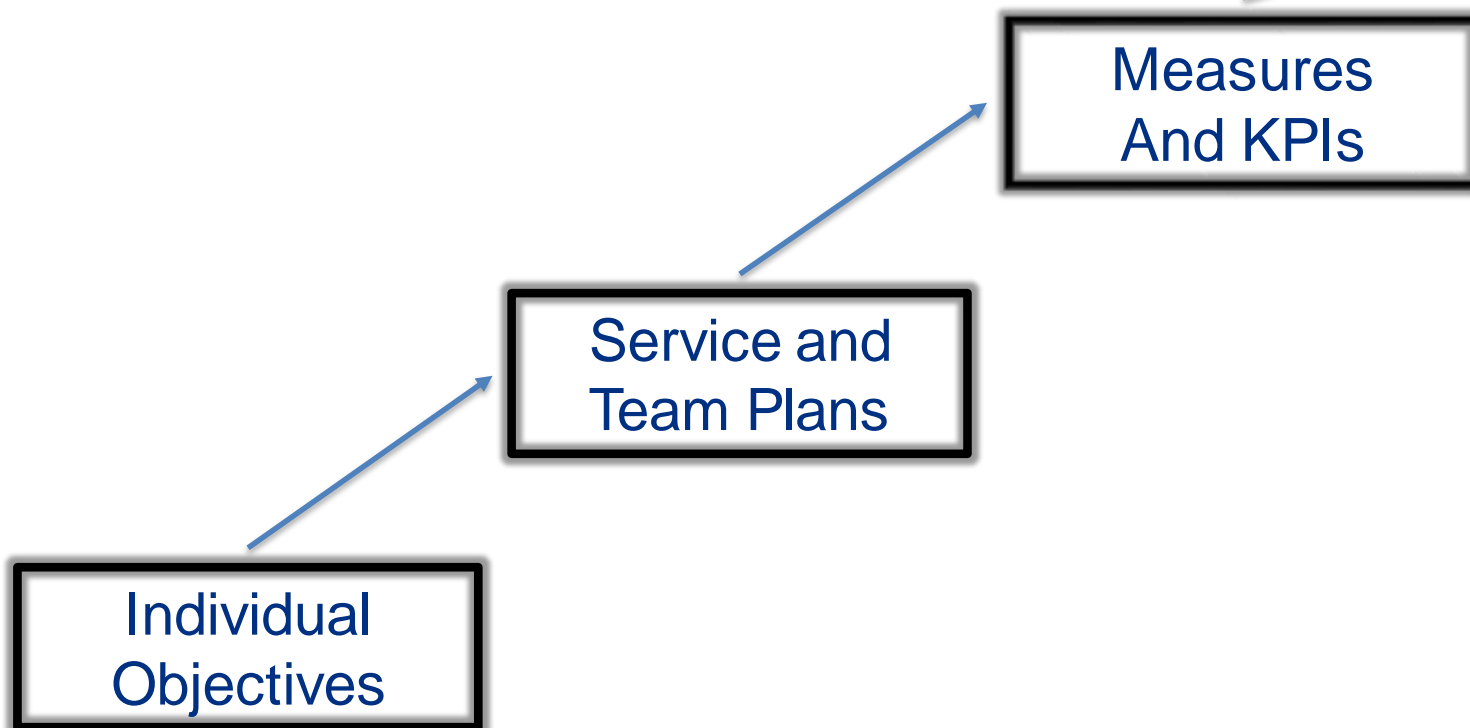 Measures
And KPIs
Service and
Team Plans
Individual
Objectives